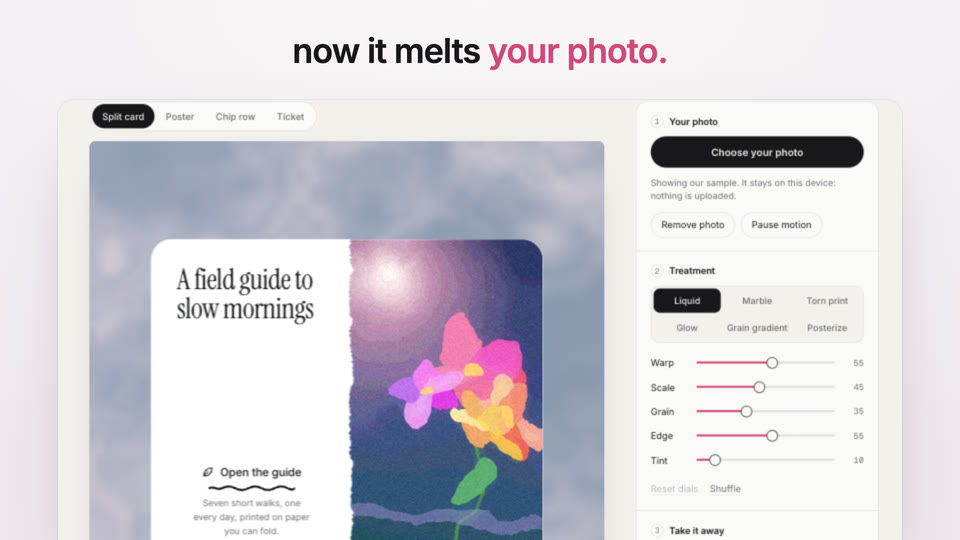 now it melts your photo.
Split card Poster Chip row Ticket
A field guide to
slow mornings
Open the guide
Seven short walks, one
every day, printed on paper
you can fold.
1 Your photo
Choose your photo
Showing our sample. It stays on this device:
nothing is uploaded.
Remove photo Pause motion
2 Treatment
Liquid Marble Torn print
Glow Grain gradient Posterize
Warp 55
Scale 45
Grain 35
Edge 55
Tint 10
Reset dials Shuffle
3 Take it away